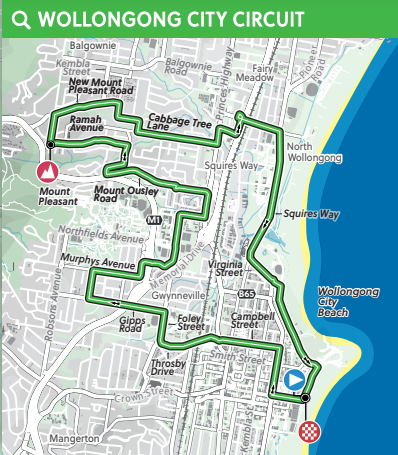 WOLLONGONG CITY CIRCUIT
Balgownie
Kembla
Street
Balgownie
Road
Princes Highway
Fairy
Meadow
Pioneer
Road
New Mount
Pleasant Road
Ramah
Avenue
Cabbage Tree
Lane
North
Wollongong
Squires Way
Mount
Pleasant
Mount Ousley
Road
M1
Squires Way
Northfields Avenue
Memorial Drive
Murphys Avenue
Virginia
Street
Robsons Avenue
Gwynneville
B65
Wollongong
City
Beach
Gipps
Road
Foley
Street
Campbell
Street
Smith Street
Throsby
Drive
Crown Street
Kembla St
Mangerton